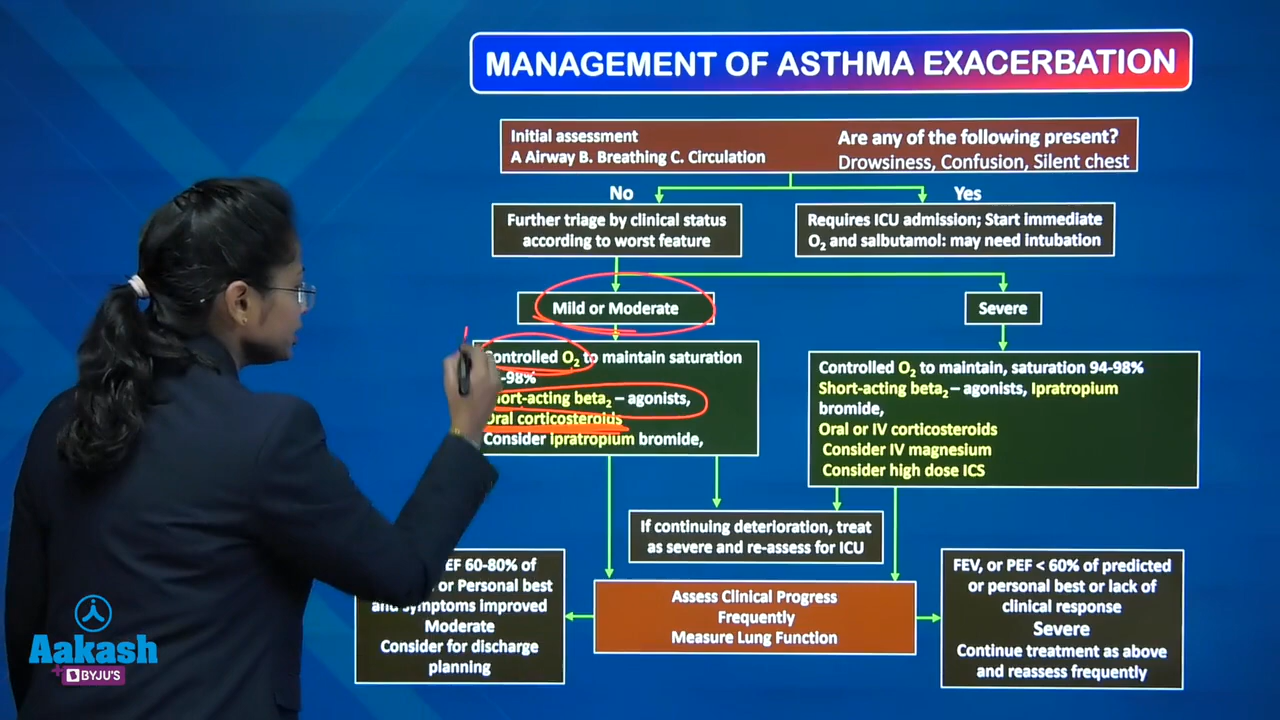 MANAGEMENT OF ASTHMA EXACERBATION
Initial assessment
A Airway B. Breathing C. Circulation
Are any of the following present?
Drowsiness, Confusion, Silent chest
No
Yes
Further triage by clinical status
according to worst feature
Requires ICU admission; Start immediate
O₂ and salbutamol: may need intubation
Mild or Moderate
Severe
Controlled O₂ to maintain saturation
-98%
Short-acting beta₂ – agonists,
Oral corticosteroids
Consider Ipratropium bromide,
Controlled O₂ to maintain, saturation 94-98%
Short-acting beta₂ – agonists, Ipratropium
bromide,
Oral or IV corticosteroids
Consider IV magnesium
Consider high dose ICS
If continuing deterioration, treat
as severe and re-assess for ICU
60-80% of
or Personal best
and symptoms improved
Moderate
Consider for discharge
planning
Assess Clinical Progress
Frequently
Measure Lung Function
FEV, or PEF < 60% of predicted
or personal best or lack of
clinical response
Severe
Continue treatment as above
and reassess frequently
Aakash
BYJU'S